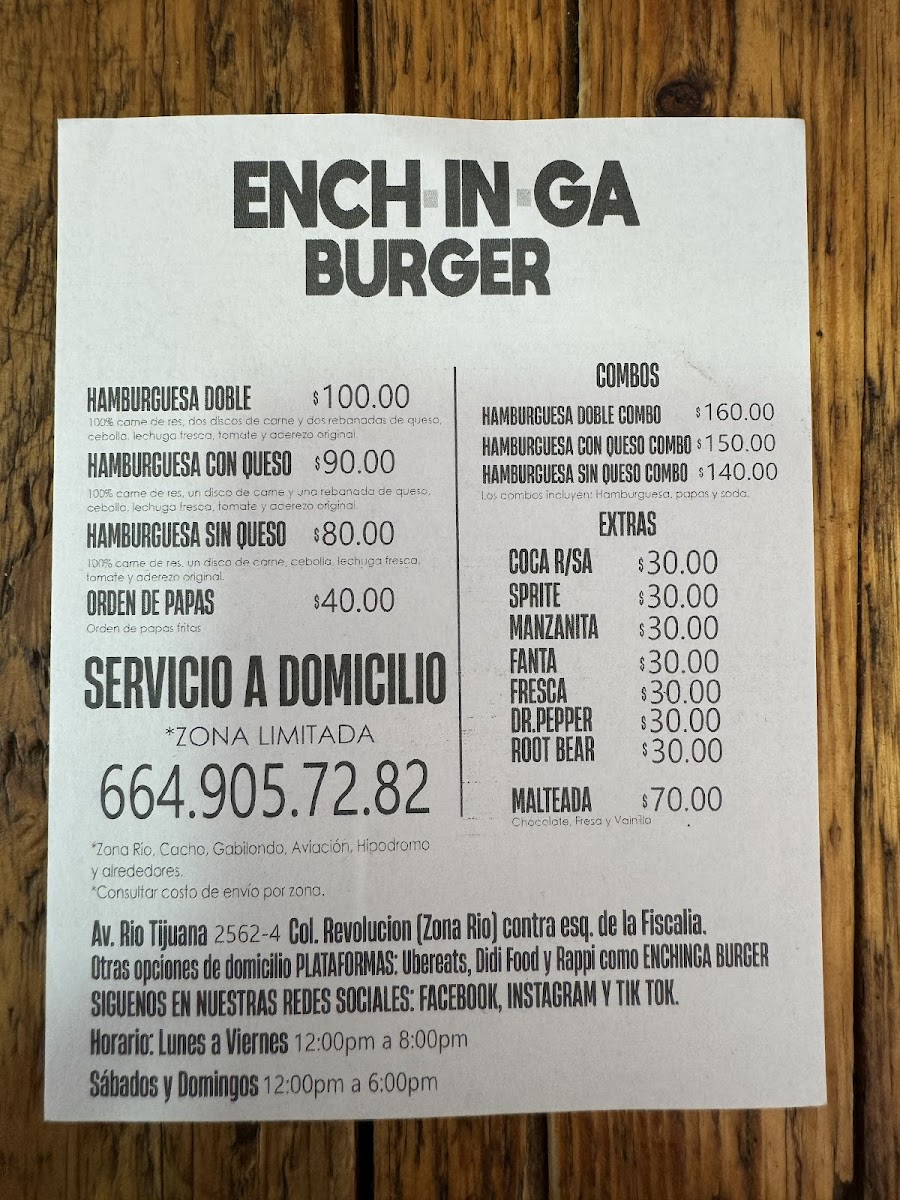 ENCH·IN·GA
BURGER
HAMBURGUESA DOBLE $100.00
100% carne de res, dos discos de carne y dos rebanadas de queso,
cebolla, lechuga fresca, tomate y aderezo original.
HAMBURGUESA CON QUESO $90.00
100% carne de res, un disco de carne y una rebanada de queso,
cebolla, lechuga fresca, tomate y aderezo original.
HAMBURGUESA SIN QUESO $80.00
100% carne de res, un disco de carne, cebolla, lechuga fresca,
tomate y aderezo original.
ORDEN DE PAPAS $40.00
Orden de papas fritas
SERVICIO A DOMICILIO
*ZONA LIMITADA
664.905.72.82
*Zona Río, Cacho, Gabilondo, Aviación, Hipodromo
y alrededores.
*Consultar costo de envío por zona.
COMBOS
HAMBURGUESA DOBLE COMBO $160.00
HAMBURGUESA CON QUESO COMBO $150.00
HAMBURGUESA SIN QUESO COMBO $140.00
Los combos incluyen: Hamburguesa, papas y soda.
EXTRAS
COCA R/SA $30.00
SPRITE $30.00
MANZANITA $30.00
FANTA $30.00
FRESCA $30.00
DR.PEPPER $30.00
ROOT BEAR $30.00
MALTEADA $70.00
Chocolate, Fresa y Vainilla
Av. Rio Tijuana 2562-4 Col. Revolucion (Zona Rio) contra esq. de la Fiscalia.
Otras opciones de domicilio PLATAFORMAS: Ubereats, Didi Food y Rappi como ENCHINGA BURGER
SIGUENOS EN NUESTRAS REDES SOCIALES: FACEBOOK, INSTAGRAM Y TIK TOK.
Horario: Lunes a Viernes 12:00pm a 8:00pm
Sábados y Domingos 12:00pm a 6:00pm